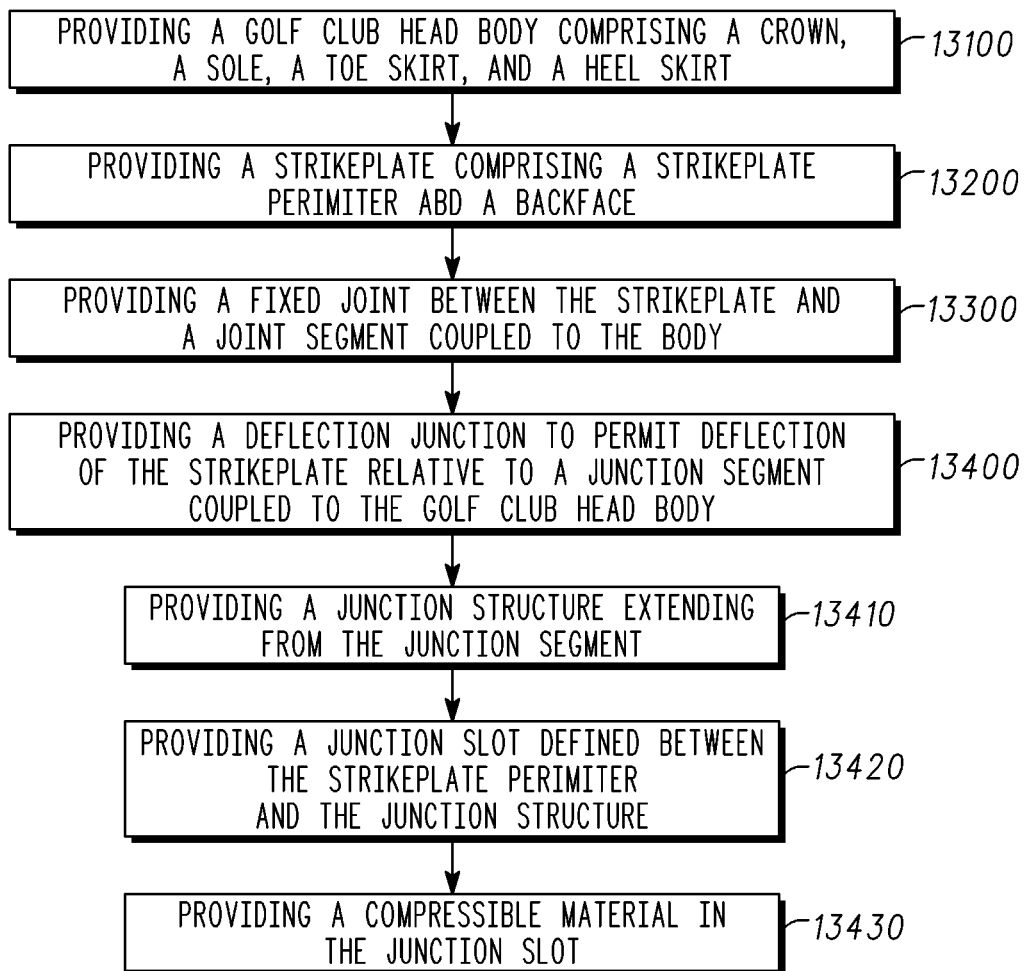 PROVIDING A GOLF CLUB HEAD BODY COMPRISING A CROWN,
A SOLE, A TOE SKIRT, AND A HEEL SKIRT
13100
PROVIDING A STRIKEPLATE COMPRISING A STRIKEPLATE
PERIMITER ABD A BACKFACE
13200
PROVIDING A FIXED JOINT BETWEEN THE STRIKEPLATE AND
A JOINT SEGMENT COUPLED TO THE BODY
13300
PROVIDING A DEFLECTION JUNCTION TO PERMIT DEFLECTION
OF THE STRIKEPLATE RELATIVE TO A JUNCTION SEGMENT
COUPLED TO THE GOLF CLUB HEAD BODY
13400
PROVIDING A JUNCTION STRUCTURE EXTENDING
FROM THE JUNCTION SEGMENT
13410
PROVIDING A JUNCTION SLOT DEFINED BETWEEN
THE STRIKEPLATE PERIMITER
AND THE JUNCTION STRUCTURE
13420
PROVIDING A COMPRESSIBLE MATERIAL IN
THE JUNCTION SLOT
13430